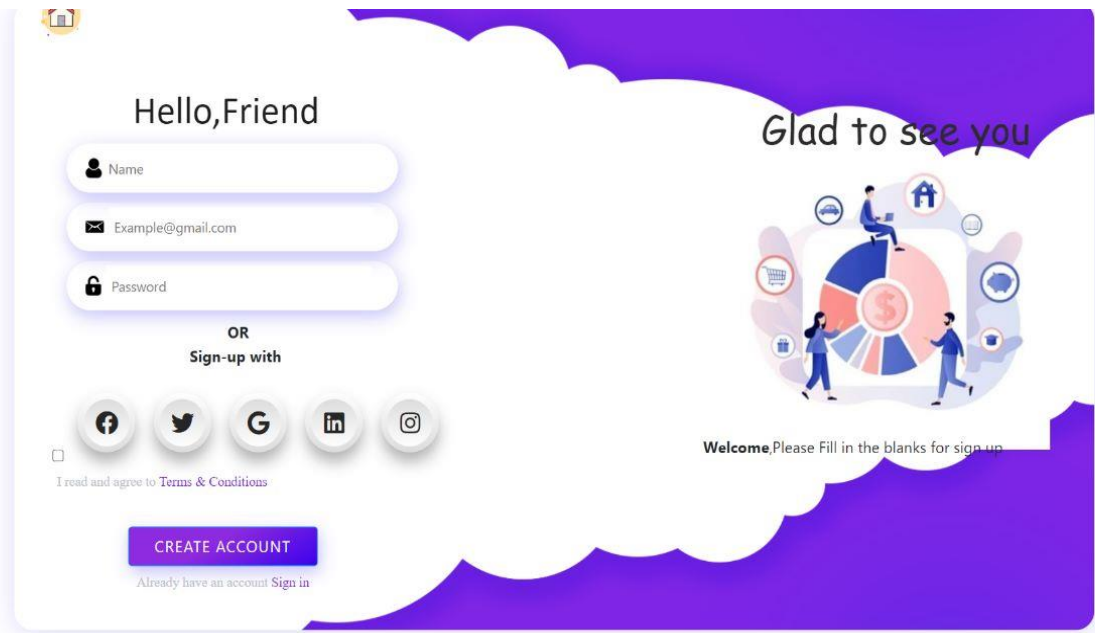 Hello,Friend
Name
Example@gmail.com
Password
OR
Sign-up with
I read and agree to Terms & Conditions
CREATE ACCOUNT
Already have an account Sign in
Glad to see you
$
Welcome,Please Fill in the blanks for sign up